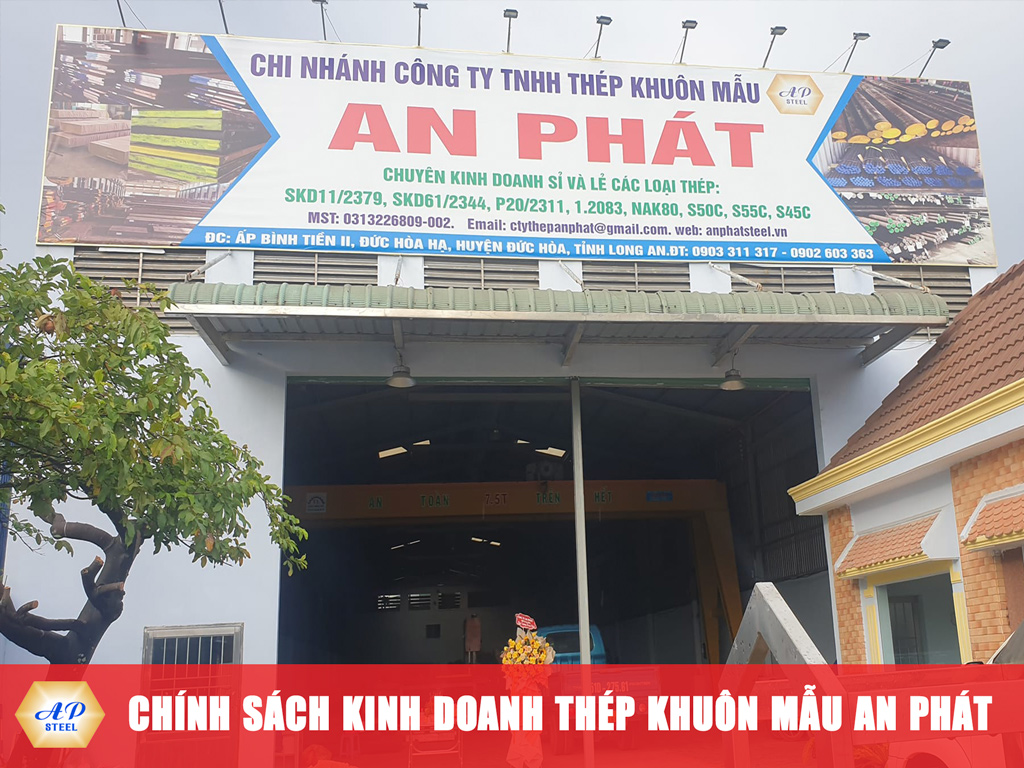 CHI NHÁNH CÔNG TY TNHH THÉP KHUÔN MẪU
AP
STEEL
AN PHÁT
CHUYÊN KINH DOANH SỈ VÀ LẺ CÁC LOẠI THÉP:
SKD11/2379, SKD61/2344, P20/2311, 1.2083, NAK80, S50C, S55C, S45C
MST: 0313226809-002. Email: ctythepanphat@gmail.com. web: anphatsteel.vn
ĐC: ẤP BÌNH TIỀN II, ĐỨC HÒA HẠ, HUYỆN ĐỨC HÒA, TỈNH LONG AN.ĐT: 0903 311 317 - 0902 603 363
AN TOÀN 7.5T TRÊN HẾT
AP
STEEL
CHÍNH SÁCH KINH DOANH THÉP KHUÔN MẪU AN PHÁT